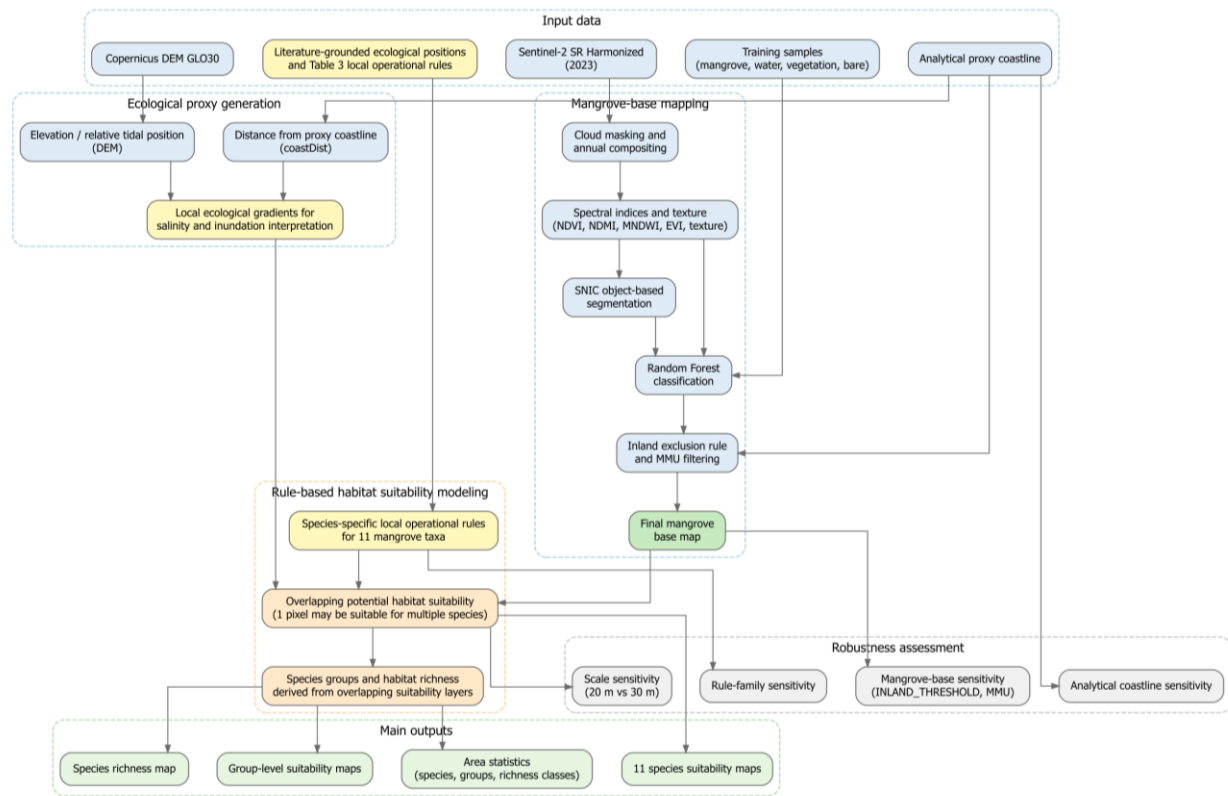 Input data
Copernicus DEM GLO30
Literature-grounded ecological positions
and Table 3 local operational rules
Sentinel-2 SR Harmonized
(2023)
Training samples
(mangrove, water, vegetation, bare)
Analytical proxy coastline
Ecological proxy generation
Elevation / relative tidal position
(DEM)
Distance from proxy coastline
(coastDist)
Local ecological gradients for
salinity and inundation interpretation
Mangrove-base mapping
Cloud masking and
annual compositing
Spectral indices and texture
(NDVI, NDMI, MNDWI, EVI, texture)
SNIC object-based
segmentation
Random Forest
classification
Inland exclusion rule
and MMU filtering
Final mangrove
base map
Rule-based habitat suitability modeling
Species-specific local operational rules
for 11 mangrove taxa
Overlapping potential habitat suitability
(1 pixel may be suitable for multiple species)
Species groups and habitat richness
derived from overlapping suitability layers
Robustness assessment
Scale sensitivity
(20 m vs 30 m)
Rule-family sensitivity
Mangrove-base sensitivity
(INLAND_THRESHOLD, MMU)
Analytical coastline sensitivity
Main outputs
Species richness map
Group-level suitability maps
Area statistics
(species, groups, richness classes)
11 species suitability maps